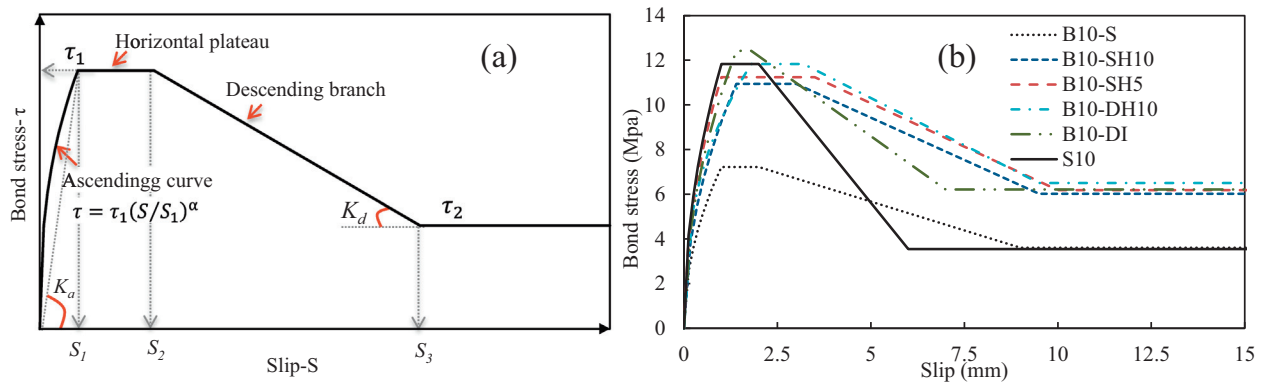 (a)
Horizontal plateau
τ₁
Descending branch
Ascendingg curve
τ = τ₁(S/S₁)^α
K_d
τ₂
K_a
Bond stress-τ
S₁ S₂ S₃
Slip-S
(b)
14
12
10
8
6
4
2
0
Bond stress (Mpa)
B10-S
B10-SH10
B10-SH5
B10-DH10
B10-DI
S10
0 2.5 5 7.5 10 12.5 15
Slip (mm)